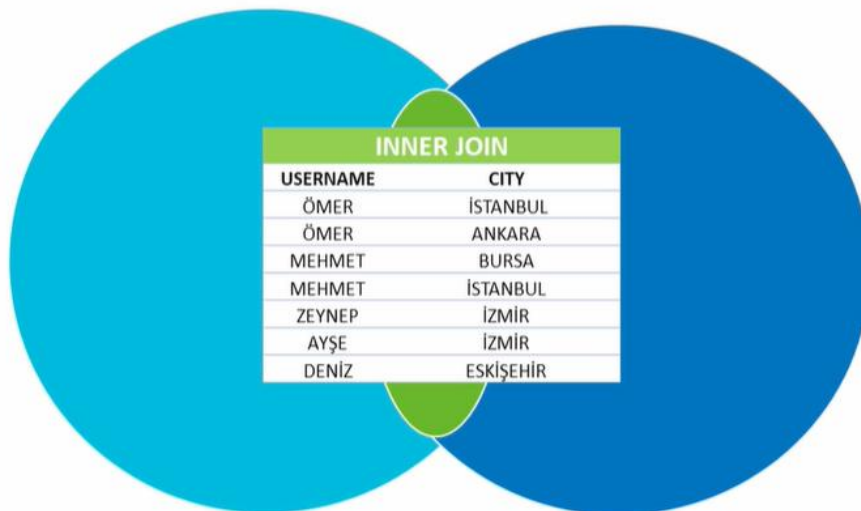 INNER JOIN
USERNAME CITY
ÖMER İSTANBUL
ÖMER ANKARA
MEHMET BURSA
MEHMET İSTANBUL
ZEYNEP İZMİR
AYŞE İZMİR
DENİZ ESKİŞEHİR